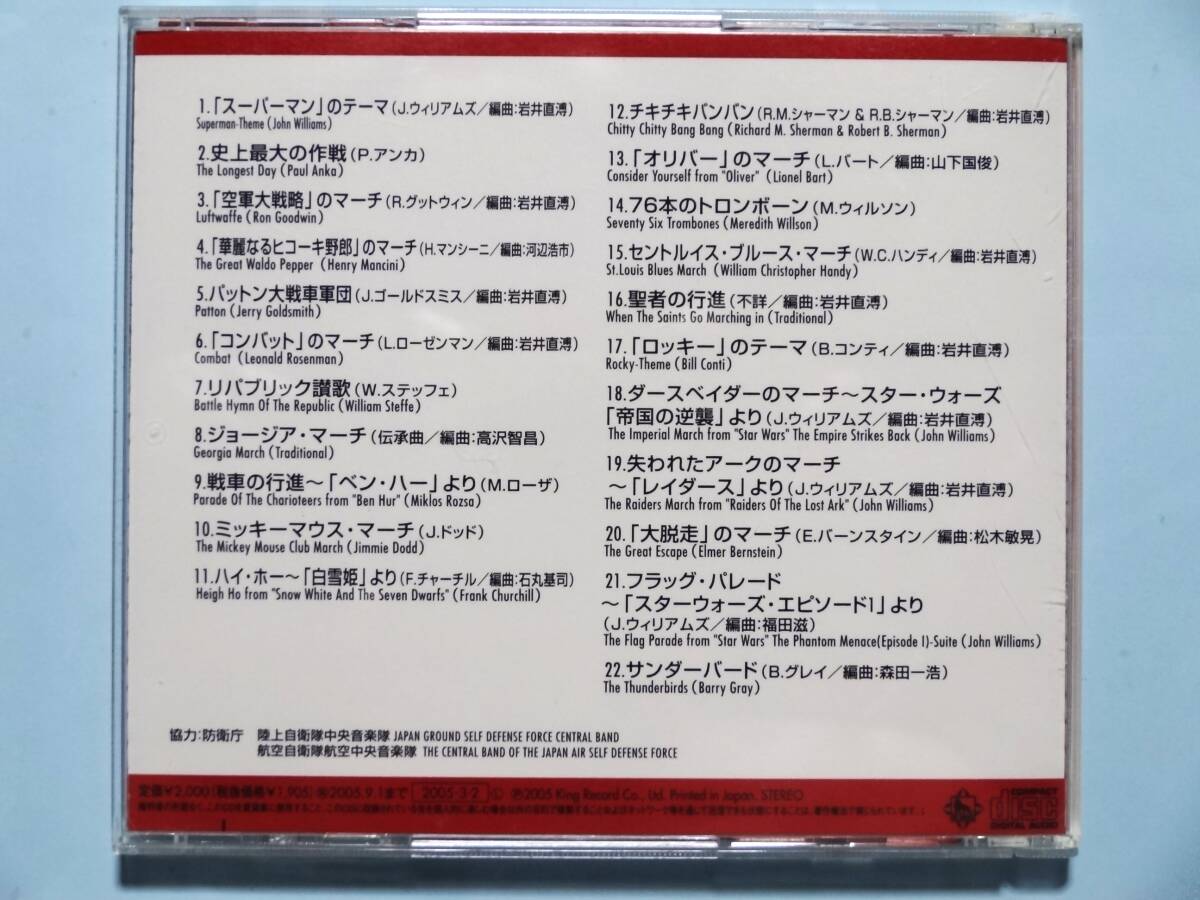 1.「スーパーマン」のテーマ(J.ウィリアムズ／編曲:岩井直溥)
Superman-Theme (John Williams)
2.史上最大の作戦(P.アンカ)
The Longest Day (Paul Anka)
3.「空軍大戦略」のマーチ(R.グットウィン/編曲:岩井直溥)
Luftwaffe (Ron Goodwin)
4.「華麗なるヒコーキ野郎」のマーチ(H.マンシーニ/編曲:河辺浩市)
The Great Waldo Pepper (Henry Mancini)
5.パットン大戦車軍団(J.ゴールドスミス/編曲:岩井直溥)
Patton (Jerry Goldsmith)
6.「コンバット」のマーチ(L.ローゼンマン/編曲:岩井直溥)
Combat (Leonald Rosenman)
7.リパブリック讃歌(W.ステッフェ)
Battle Hymn Of The Republic (William Steffe)
8.ジョージア・マーチ(伝承曲/編曲:高沢智昌)
Georgia March (Traditional)
9.戦車の行進〜「ベン・ハー」より(M.ローザ)
Parade Of The Charioteers from "Ben Hur" (Miklos Rozsa)
10.ミッキーマウス・マーチ(J.ドッド)
The Mickey Mouse Club March (Jimmie Dodd)
11.ハイ・ホー〜「白雪姫」より(F.チャーチル/編曲:石丸基司)
Heigh Ho from "Snow White And The Seven Dwarfs" (Frank Churchill)
12.チキチキバンバン(R.M.シャーマン & R.B.シャーマン/編曲:岩井直溥)
Chitty Chitty Bang Bang (Richard M. Sherman & Robert B. Sherman)
13.「オリバー」のマーチ(L.バート/編曲:山下国俊)
Consider Yourself from "Oliver" (Lionel Bart)
14.76本のトロンボーン(M.ウィルソン)
Seventy Six Trombones (Meredith Willson)
15.セントルイス・ブルース・マーチ(W.C.ハンディ/編曲:岩井直溥)
St.Louis Blues March (William Christopher Handy)
16.聖者の行進(不詳/編曲:岩井直溥)
When The Saints Go Marching in (Traditional)
17.「ロッキー」のテーマ(B.コンティ/編曲:岩井直溥)
Rocky-Theme (Bill Conti)
18.ダースベイダーのマーチ〜スター・ウォーズ
「帝国の逆襲」より(J.ウィリアムズ/編曲:岩井直溥)
The Imperial March from "Star Wars" The Empire Strikes Back (John Williams)
19.失われたアークのマーチ
〜「レイダース」より(J.ウィリアムズ/編曲:岩井直溥)
The Raiders March from "Raiders Of The Lost Ark" (John Williams)
20.「大脱走」のマーチ(E.バーンスタイン/編曲:松木敏晃)
The Great Escape (Elmer Bernstein)
21.フラッグ・パレード
〜「スターウォーズ・エピソードI」より
(J.ウィリアムズ/編曲:福田滋)
The Flag Parade from "Star Wars" The Phantom Menace(Episode I)-Suite (John Williams)
22.サンダーバード(B.グレイ/編曲:森田一浩)
The Thunderbirds (Barry Gray)
協力:防衛庁 陸上自衛隊中央音楽隊 JAPAN GROUND SELF DEFENSE FORCE CENTRAL BAND
航空自衛隊航空中央音楽隊 THE CENTRAL BAND OF THE JAPAN AIR SELF DEFENSE FORCE
定価¥2,000(税抜価格¥1,905) ㊟2005.9.1まで 2005・3・2 Ⓒ Ⓟ2005 King Record Co., Ltd. Printed in Japan, STEREO
COMPACT
disc
DIGITAL AUDIO